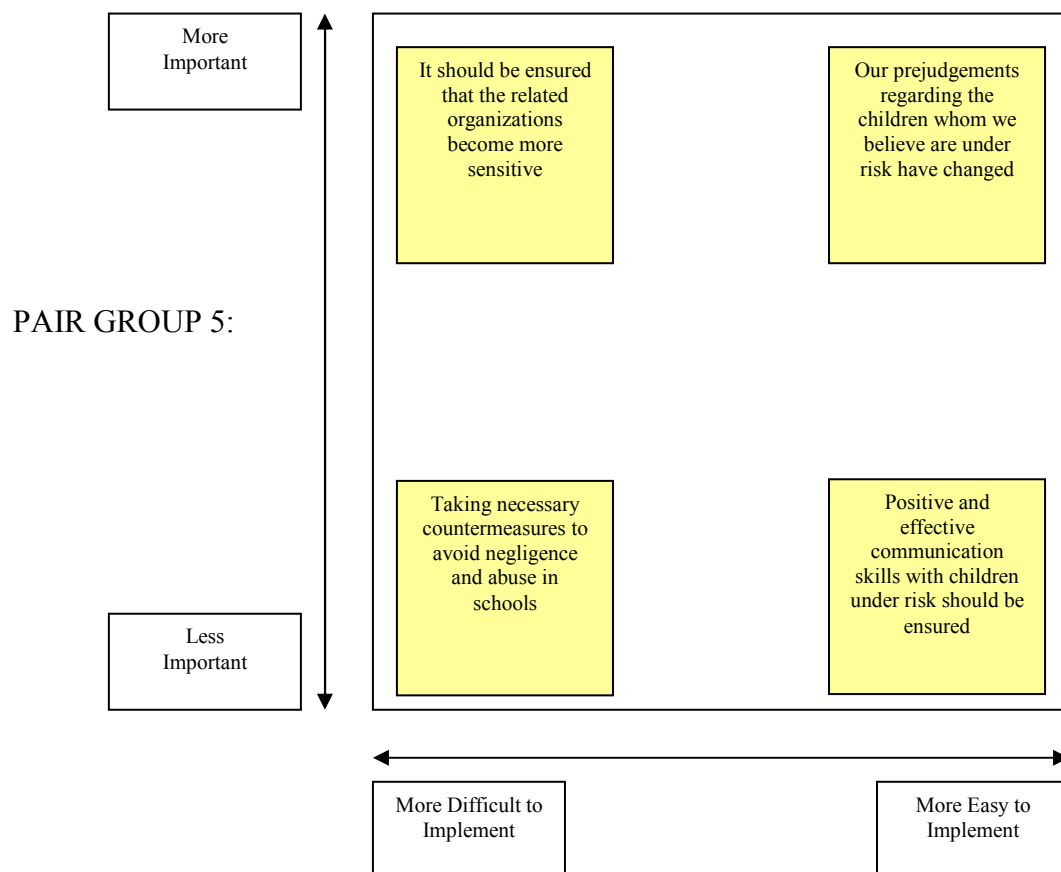 More
Important
It should be ensured
that the related
organizations
become more
sensitive
Our prejudgements
regarding the
children whom we
believe are under
risk have changed
PAIR GROUP 5:
Taking necessary
countermeasures to
avoid negligence
and abuse in
schools
Positive and
effective
communication
skills with children
under risk should be
ensured
Less
Important
More Difficult to
Implement
More Easy to
Implement